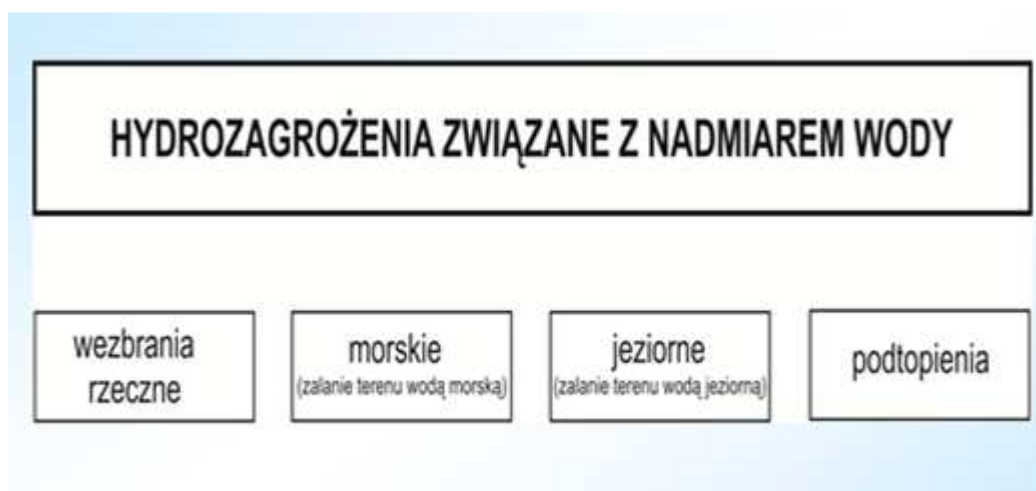 HYDROZAGROŻENIA ZWIĄZANE Z NADMIAREM WODY
wezbrania
rzeczne
morskie
(zalanie terenu wodą morską)
jeziorne
(zalanie terenu wodą jeziorną)
podtopienia